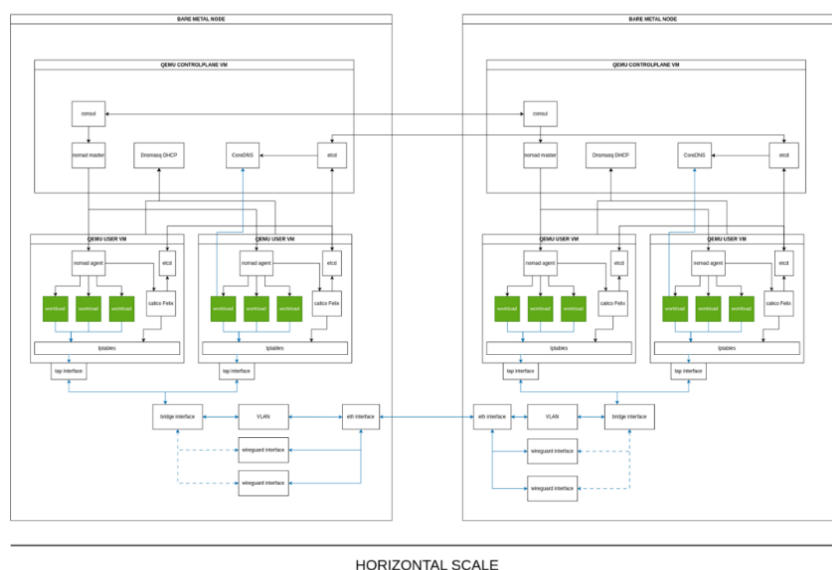 BARE METAL NODE
BARE METAL NODE
QEMU CONTROLPLANE VM
QEMU CONTROLPLANE VM
consul
consul
nomad master
Dnsmasq DHCP
CoreDNS
etcd
nomad master
Dnsmasq DHCP
CoreDNS
etcd
QEMU USER VM
QEMU USER VM
QEMU USER VM
QEMU USER VM
nomad agent
etcd
nomad agent
etcd
nomad agent
etcd
nomad agent
etcd
workload
workload
workload
calico Felix
workload
workload
workload
calico Felix
workload
workload
workload
calico Felix
workload
workload
workload
calico Felix
iptables
iptables
iptables
iptables
tap interface
tap interface
tap interface
tap interface
bridge interface
VLAN
eth interface
eth interface
VLAN
bridge interface
wireguard interface
wireguard interface
wireguard interface
wireguard interface
HORIZONTAL SCALE